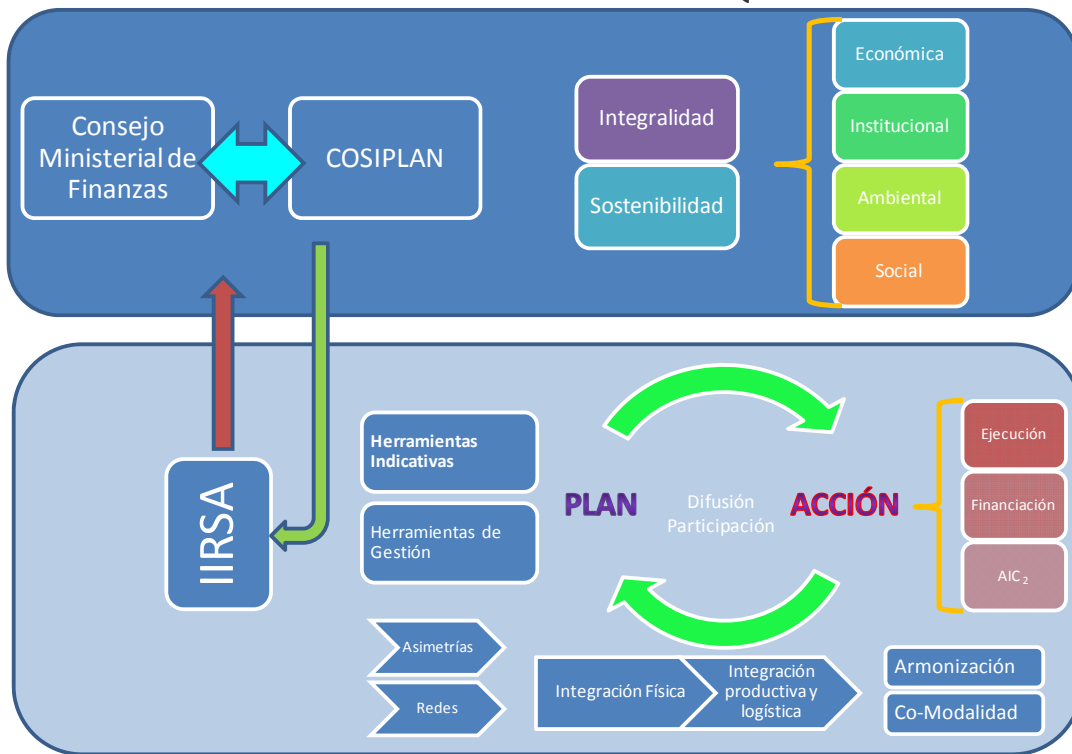 Consejo
Ministerial de
Finanzas
COSIPLAN
Integralidad
Sostenibilidad
Económica
Institucional
Ambiental
Social
IIRSA
Herramientas
Indicativas
Herramientas de
Gestión
PLAN
Difusión
Participación
ACCIÓN
Ejecución
Financiación
AIC₂
Asimetrías
Redes
Integración Física
Integración
productiva y
logística
Armonización
Co-Modalidad